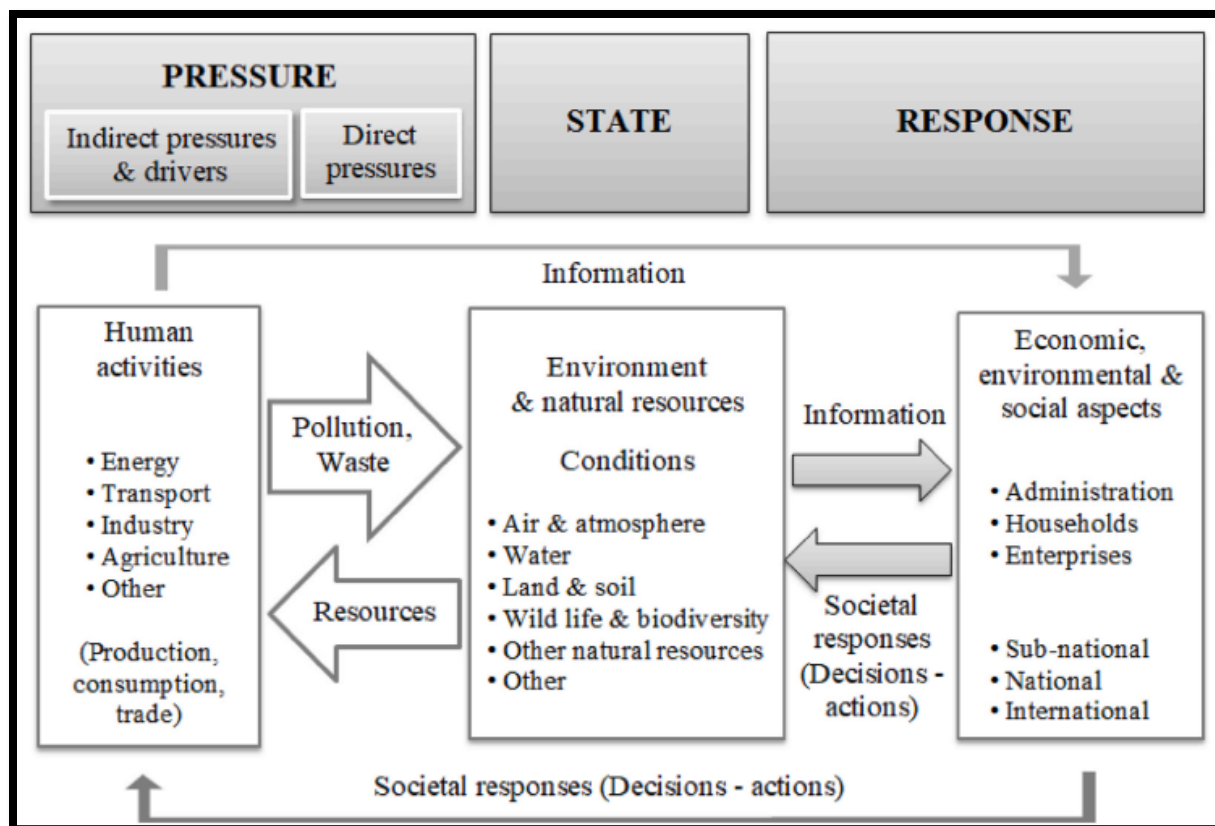 PRESSURE
Indirect pressures
& drivers
Direct
pressures
STATE
RESPONSE
Information
Human
activities
• Energy
• Transport
• Industry
• Agriculture
• Other
(Production,
consumption,
trade)
Pollution,
Waste
Resources
Environment
& natural resources
Conditions
• Air & atmosphere
• Water
• Land & soil
• Wild life & biodiversity
• Other natural resources
• Other
Information
Societal
responses
(Decisions -
actions)
Economic,
environmental &
social aspects
• Administration
• Households
• Enterprises
• Sub-national
• National
• International
Societal responses (Decisions - actions)